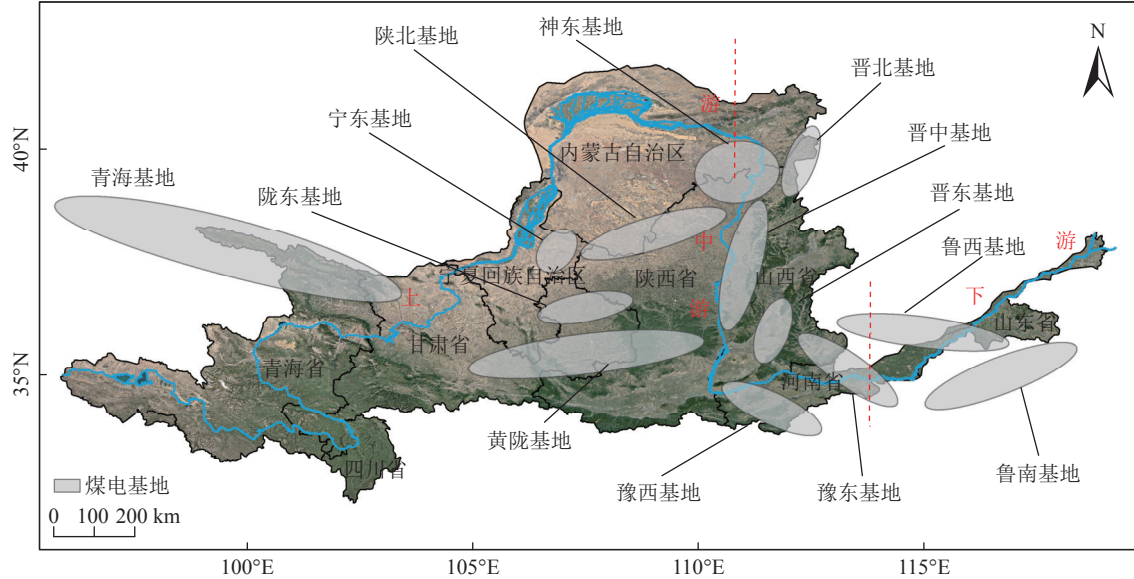 神东基地
陕北基地
N
晋北基地
游
宁东基地
晋中基地
40°N
内蒙古自治区
青海基地
陇东基地
晋东基地
鲁西基地
中
游
宁夏回族自治区
陕西省
山西省
上
下
游
山东省
甘肃省
35°N
青海省
河南省
黄陇基地
四川省
鲁南基地
煤电基地
豫西基地
豫东基地
0 100 200 km
100°E
105°E
110°E
115°E